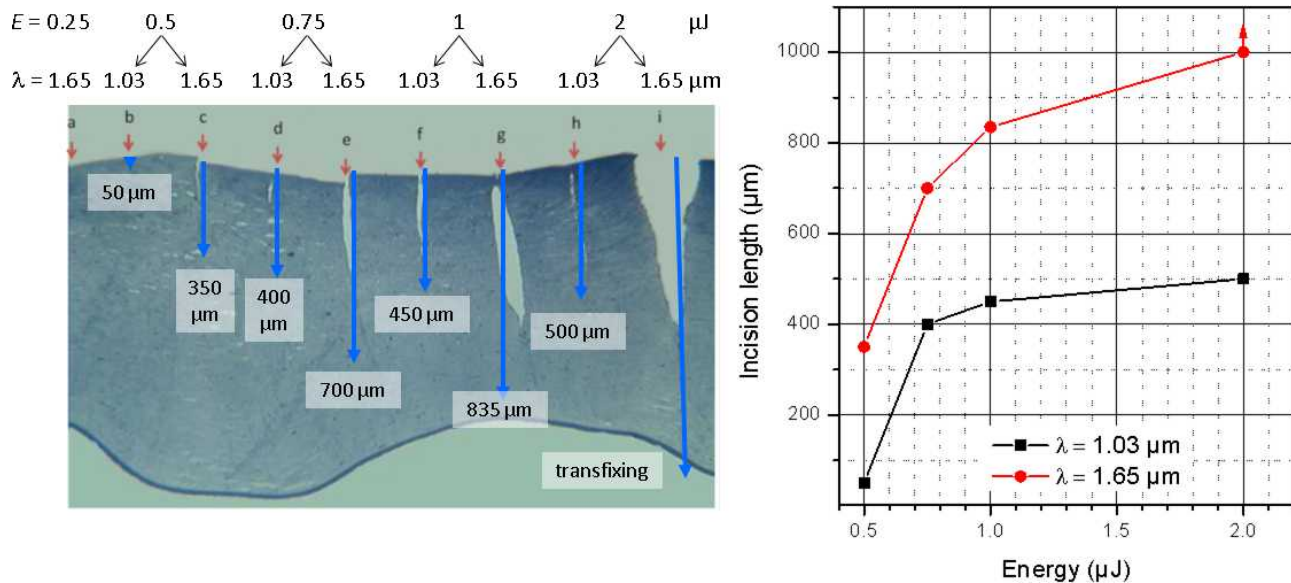 E = 0.25 0.5 0.75 1 2 µJ
λ = 1.65 1.03 1.65 1.03 1.65 1.03 1.65 1.03 1.65 µm
a b c d e f g h i
50 µm
350
µm
400
µm
700 µm
450 µm
835 µm
500 µm
transfixing
Incision length (µm)
1000
800
600
400
200
λ = 1.03 µm
λ = 1.65 µm
0.5 1.0 2.0
Energy (µJ)